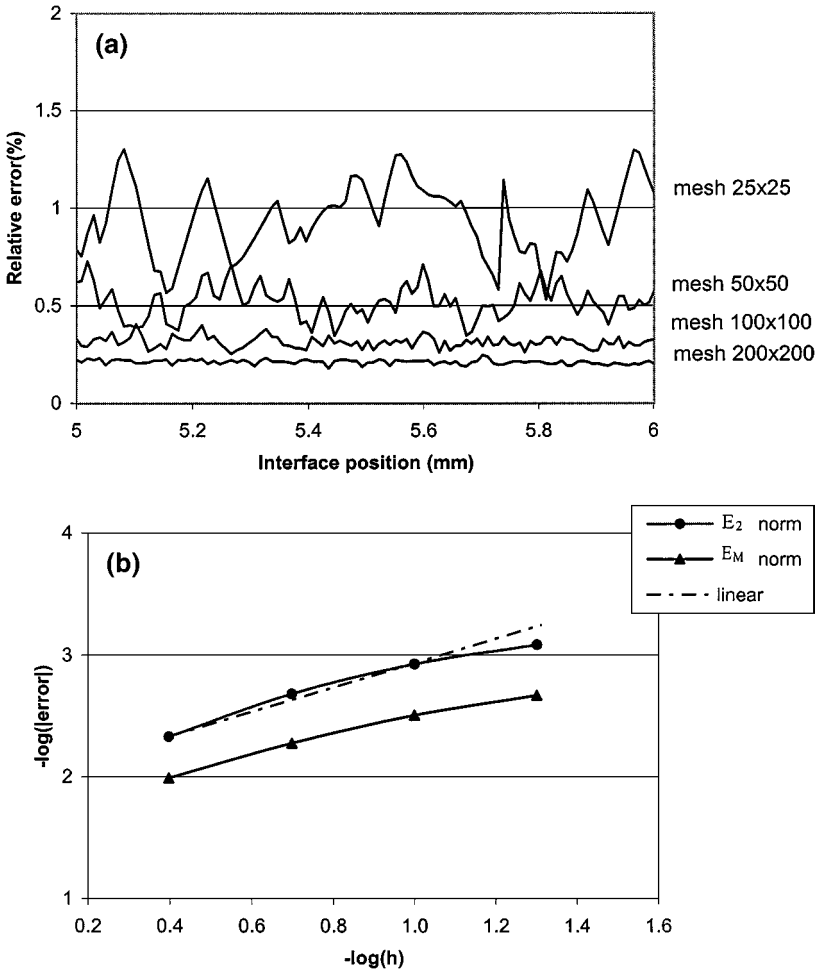 (a)
Relative error(%)
2
1.5
1
0.5
0
5
5.2
5.4
5.6
5.8
6
Interface position (mm)
mesh 25x25
mesh 50x50
mesh 100x100
mesh 200x200
(b)
-log(|error|)
4
3
2
1
0.2
0.4
0.6
0.8
1.0
1.2
1.4
1.6
-log(h)
E2 norm
EM norm
linear